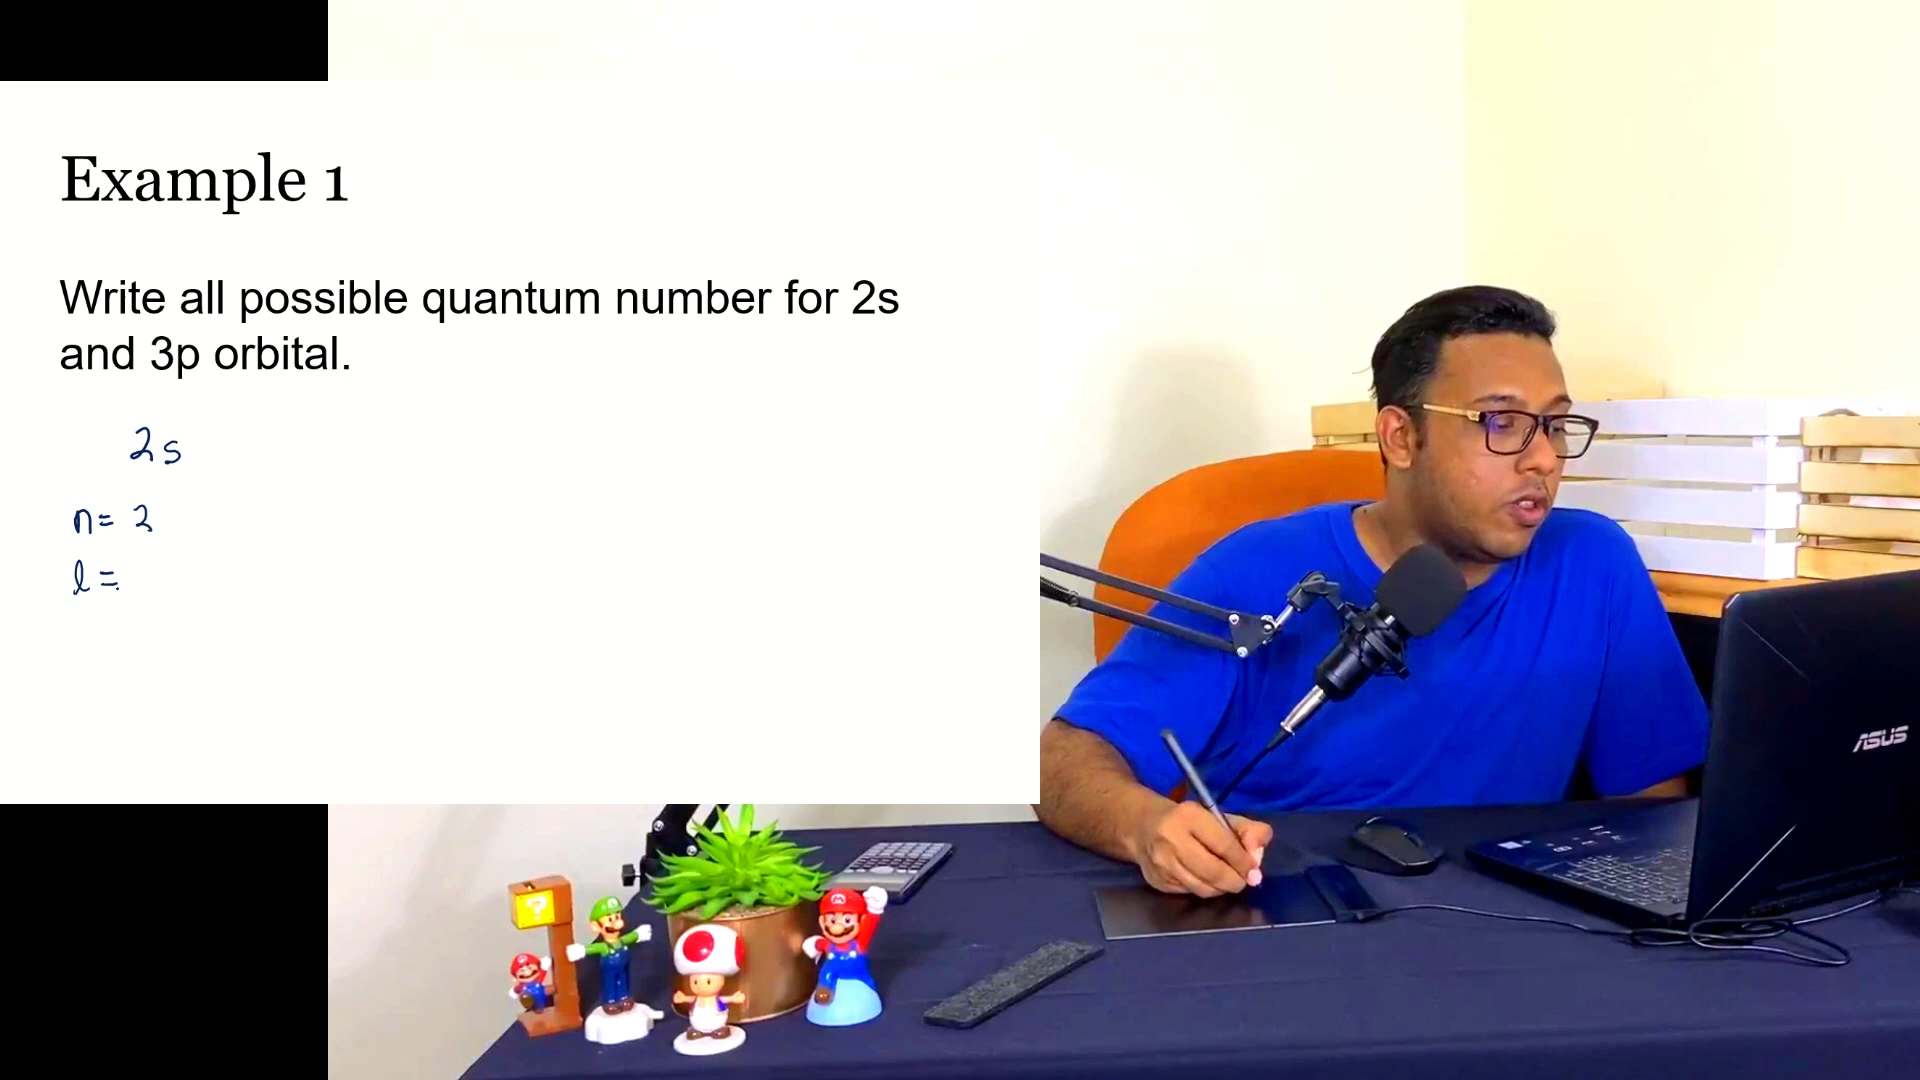 Example 1
Write all possible quantum number for 2s
and 3p orbital.
2s
n= 2
l =
ASUS
?
M